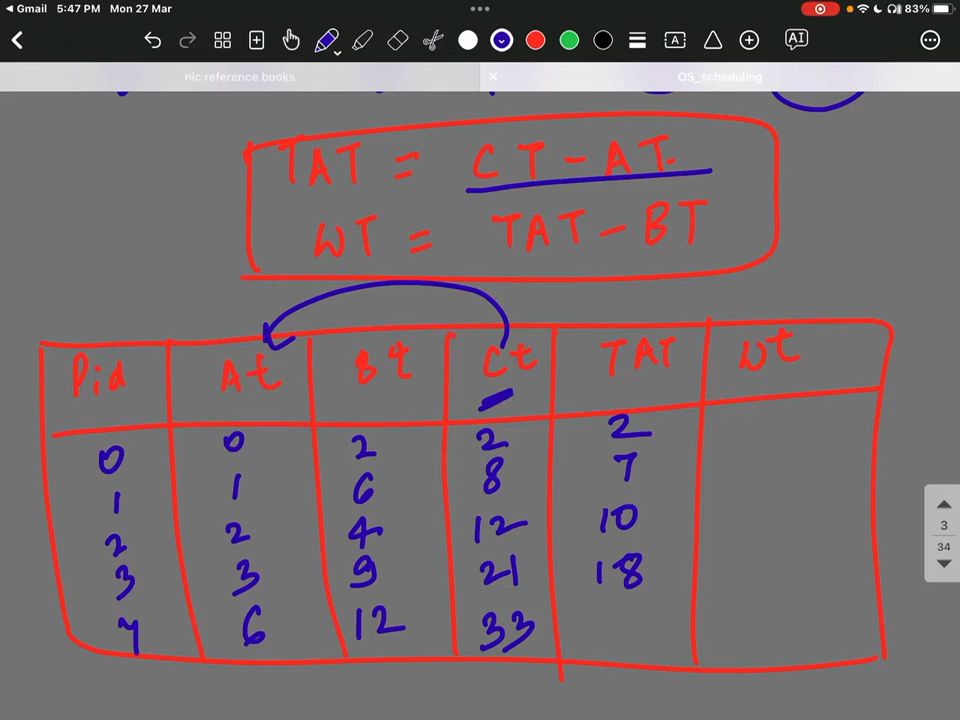 Gmail 5:47 PM Mon 27 Mar 83%
AI
nic reference books OS_scheduling
TAT = CT - AT
WT = TAT - BT
Pid At Bt Ct TAT Wt
0 0 2 2 2
1 1 6 8 7
2 2 4 12 10
3 3 9 21 18
4 6 12 33
3
34